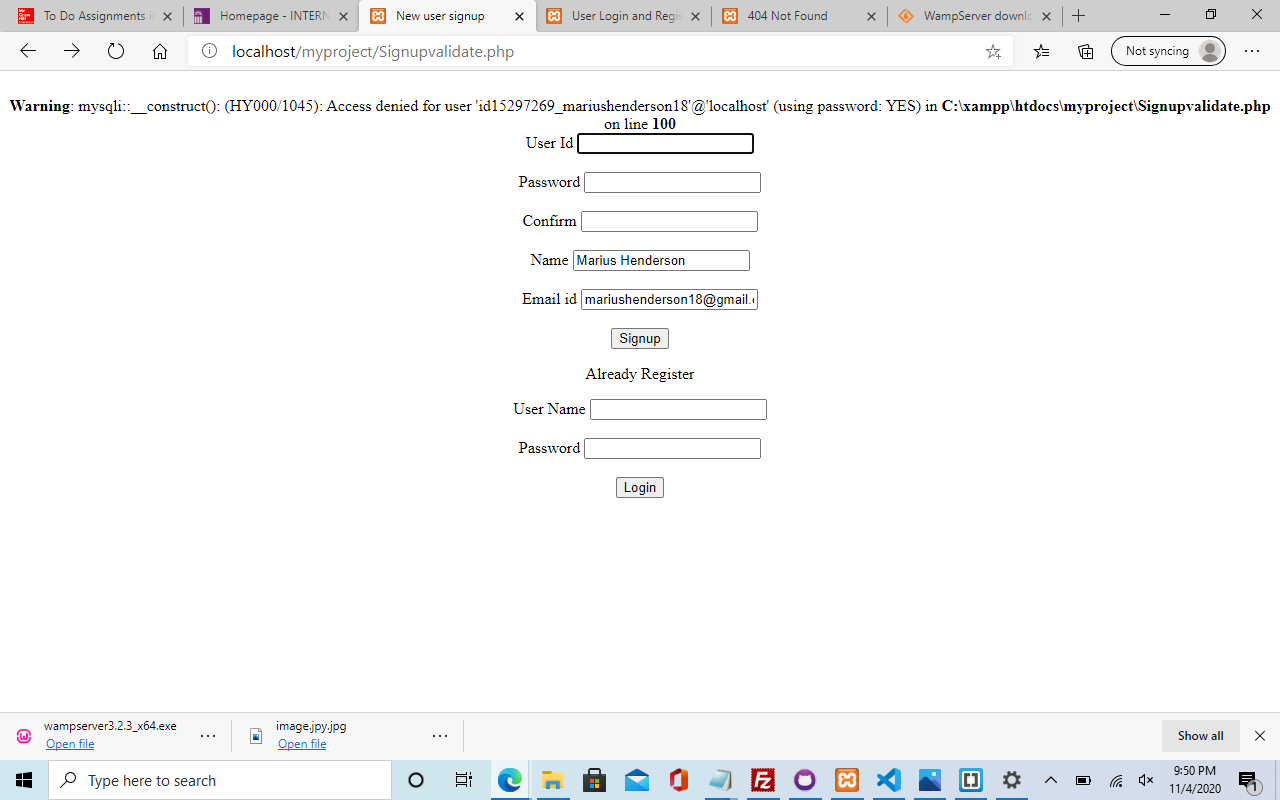 To Do Assignments i
Homepage - INTERN
New user signup
User Login and Regis
404 Not Found
WampServer downlo
localhost/myproject/Signupvalidate.php
Not syncing
Warning: mysqli::__construct(): (HY000/1045): Access denied for user 'id15297269_mariushenderson18'@'localhost' (using password: YES) in C:\xampp\htdocs\myproject\Signupvalidate.php
on line 100
User Id
Password
Confirm
Name Marius Henderson
Email id mariushenderson18@gmail.c
Signup
Already Register
User Name
Password
Login
wampserver3.2.3_x64.exe
Open file
image.jpy.jpg
Open file
Show all
Type here to search
9:50 PM
11/4/2020
1